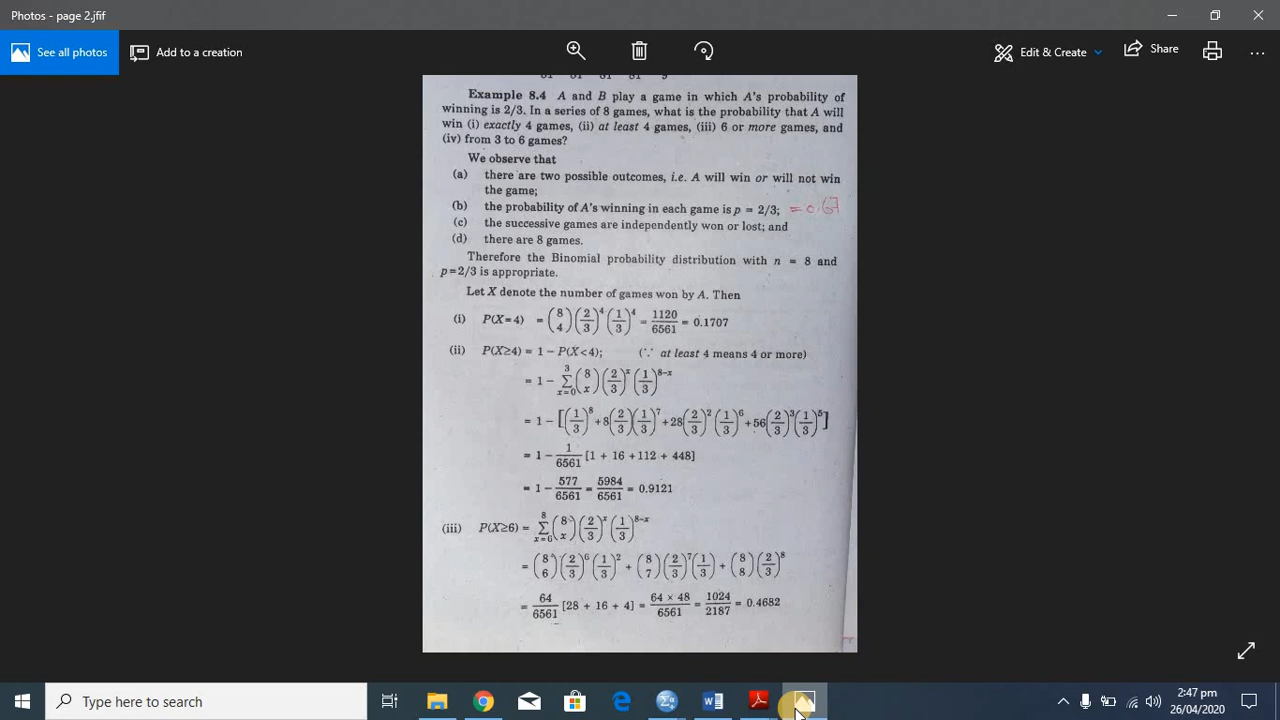 Photos - page 2.jfif
See all photos
Add to a creation
Edit & Create
Share
Example 8.4 A and B play a game in which A's probability of
winning is 2/3. In a series of 8 games, what is the probability that A will
win (i) exactly 4 games, (ii) at least 4 games, (iii) 6 or more games, and
(iv) from 3 to 6 games?
We observe that
(a) there are two possible outcomes, i.e. A will win or will not win
the game;
(b) the probability of A's winning in each game is p = 2/3; = 0.67
(c) the successive games are independently won or lost; and
(d) there are 8 games.
Therefore the Binomial probability distribution with n = 8 and
p=2/3 is appropriate.
Let X denote the number of games won by A. Then
(i) P(X=4) = (8 4) (2/3)^4 (1/3)^4 = 1120/6561 = 0.1707
(ii) P(X≥4) = 1 - P(X<4); (∵ at least 4 means 4 or more)
= 1 - Σ_{x=0}^{3} (8 x) (2/3)^x (1/3)^{8-x}
= 1 - [(1/3)^8 + 8(2/3)(1/3)^7 + 28(2/3)^2 (1/3)^6 + 56(2/3)^3 (1/3)^5]
= 1 - 1/6561 [1 + 16 + 112 + 448]
= 1 - 577/6561 = 5984/6561 = 0.9121
(iii) P(X≥6) = Σ_{x=6}^{8} (8 x) (2/3)^x (1/3)^{8-x}
= (8 6) (2/3)^6 (1/3)^2 + (8 7) (2/3)^7 (1/3) + (8 8) (2/3)^8
= 64/6561 [28 + 16 + 4] = 64 × 48/6561 = 1024/2187 = 0.4682
Type here to search
2:47 pm
26/04/2020